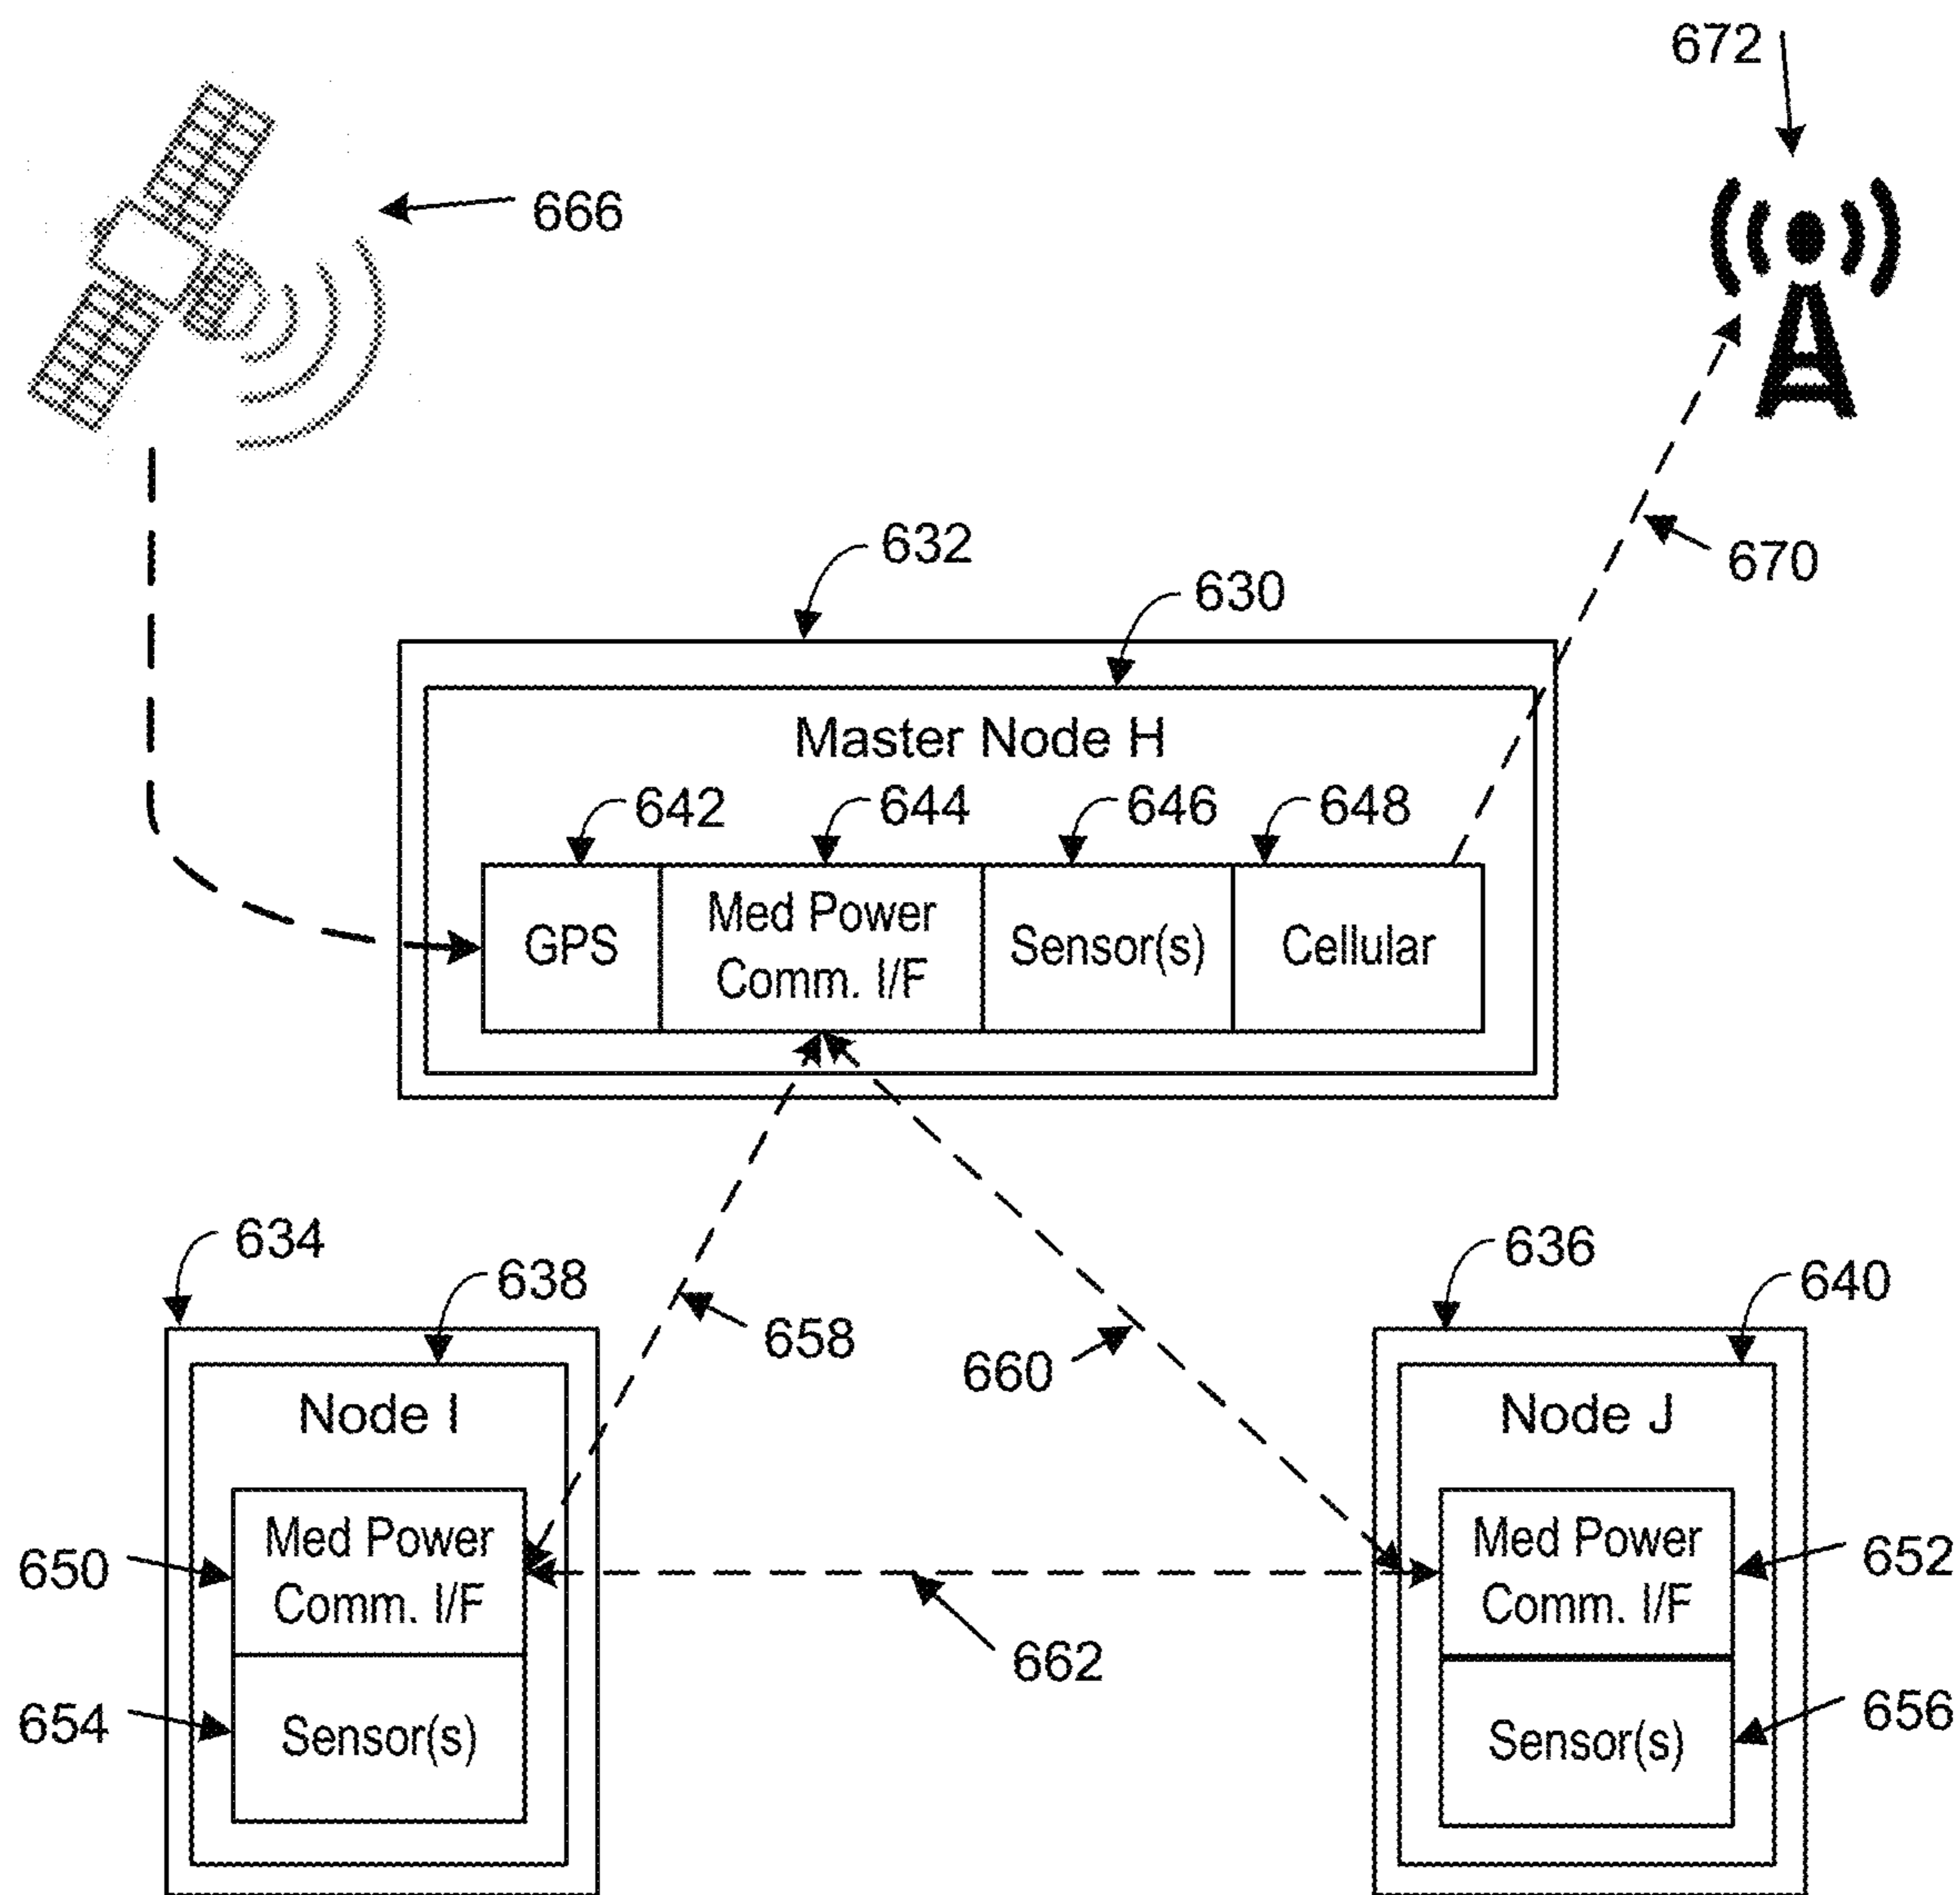 672
666
670
632
630
Master Node H
642
644
646
648
GPS
Med Power
Comm. I/F
Sensor(s)
Cellular
634
638
658
660
636
640
Node I
Node J
650
Med Power
Comm. I/F
Med Power
Comm. I/F
652
662
654
Sensor(s)
Sensor(s)
656